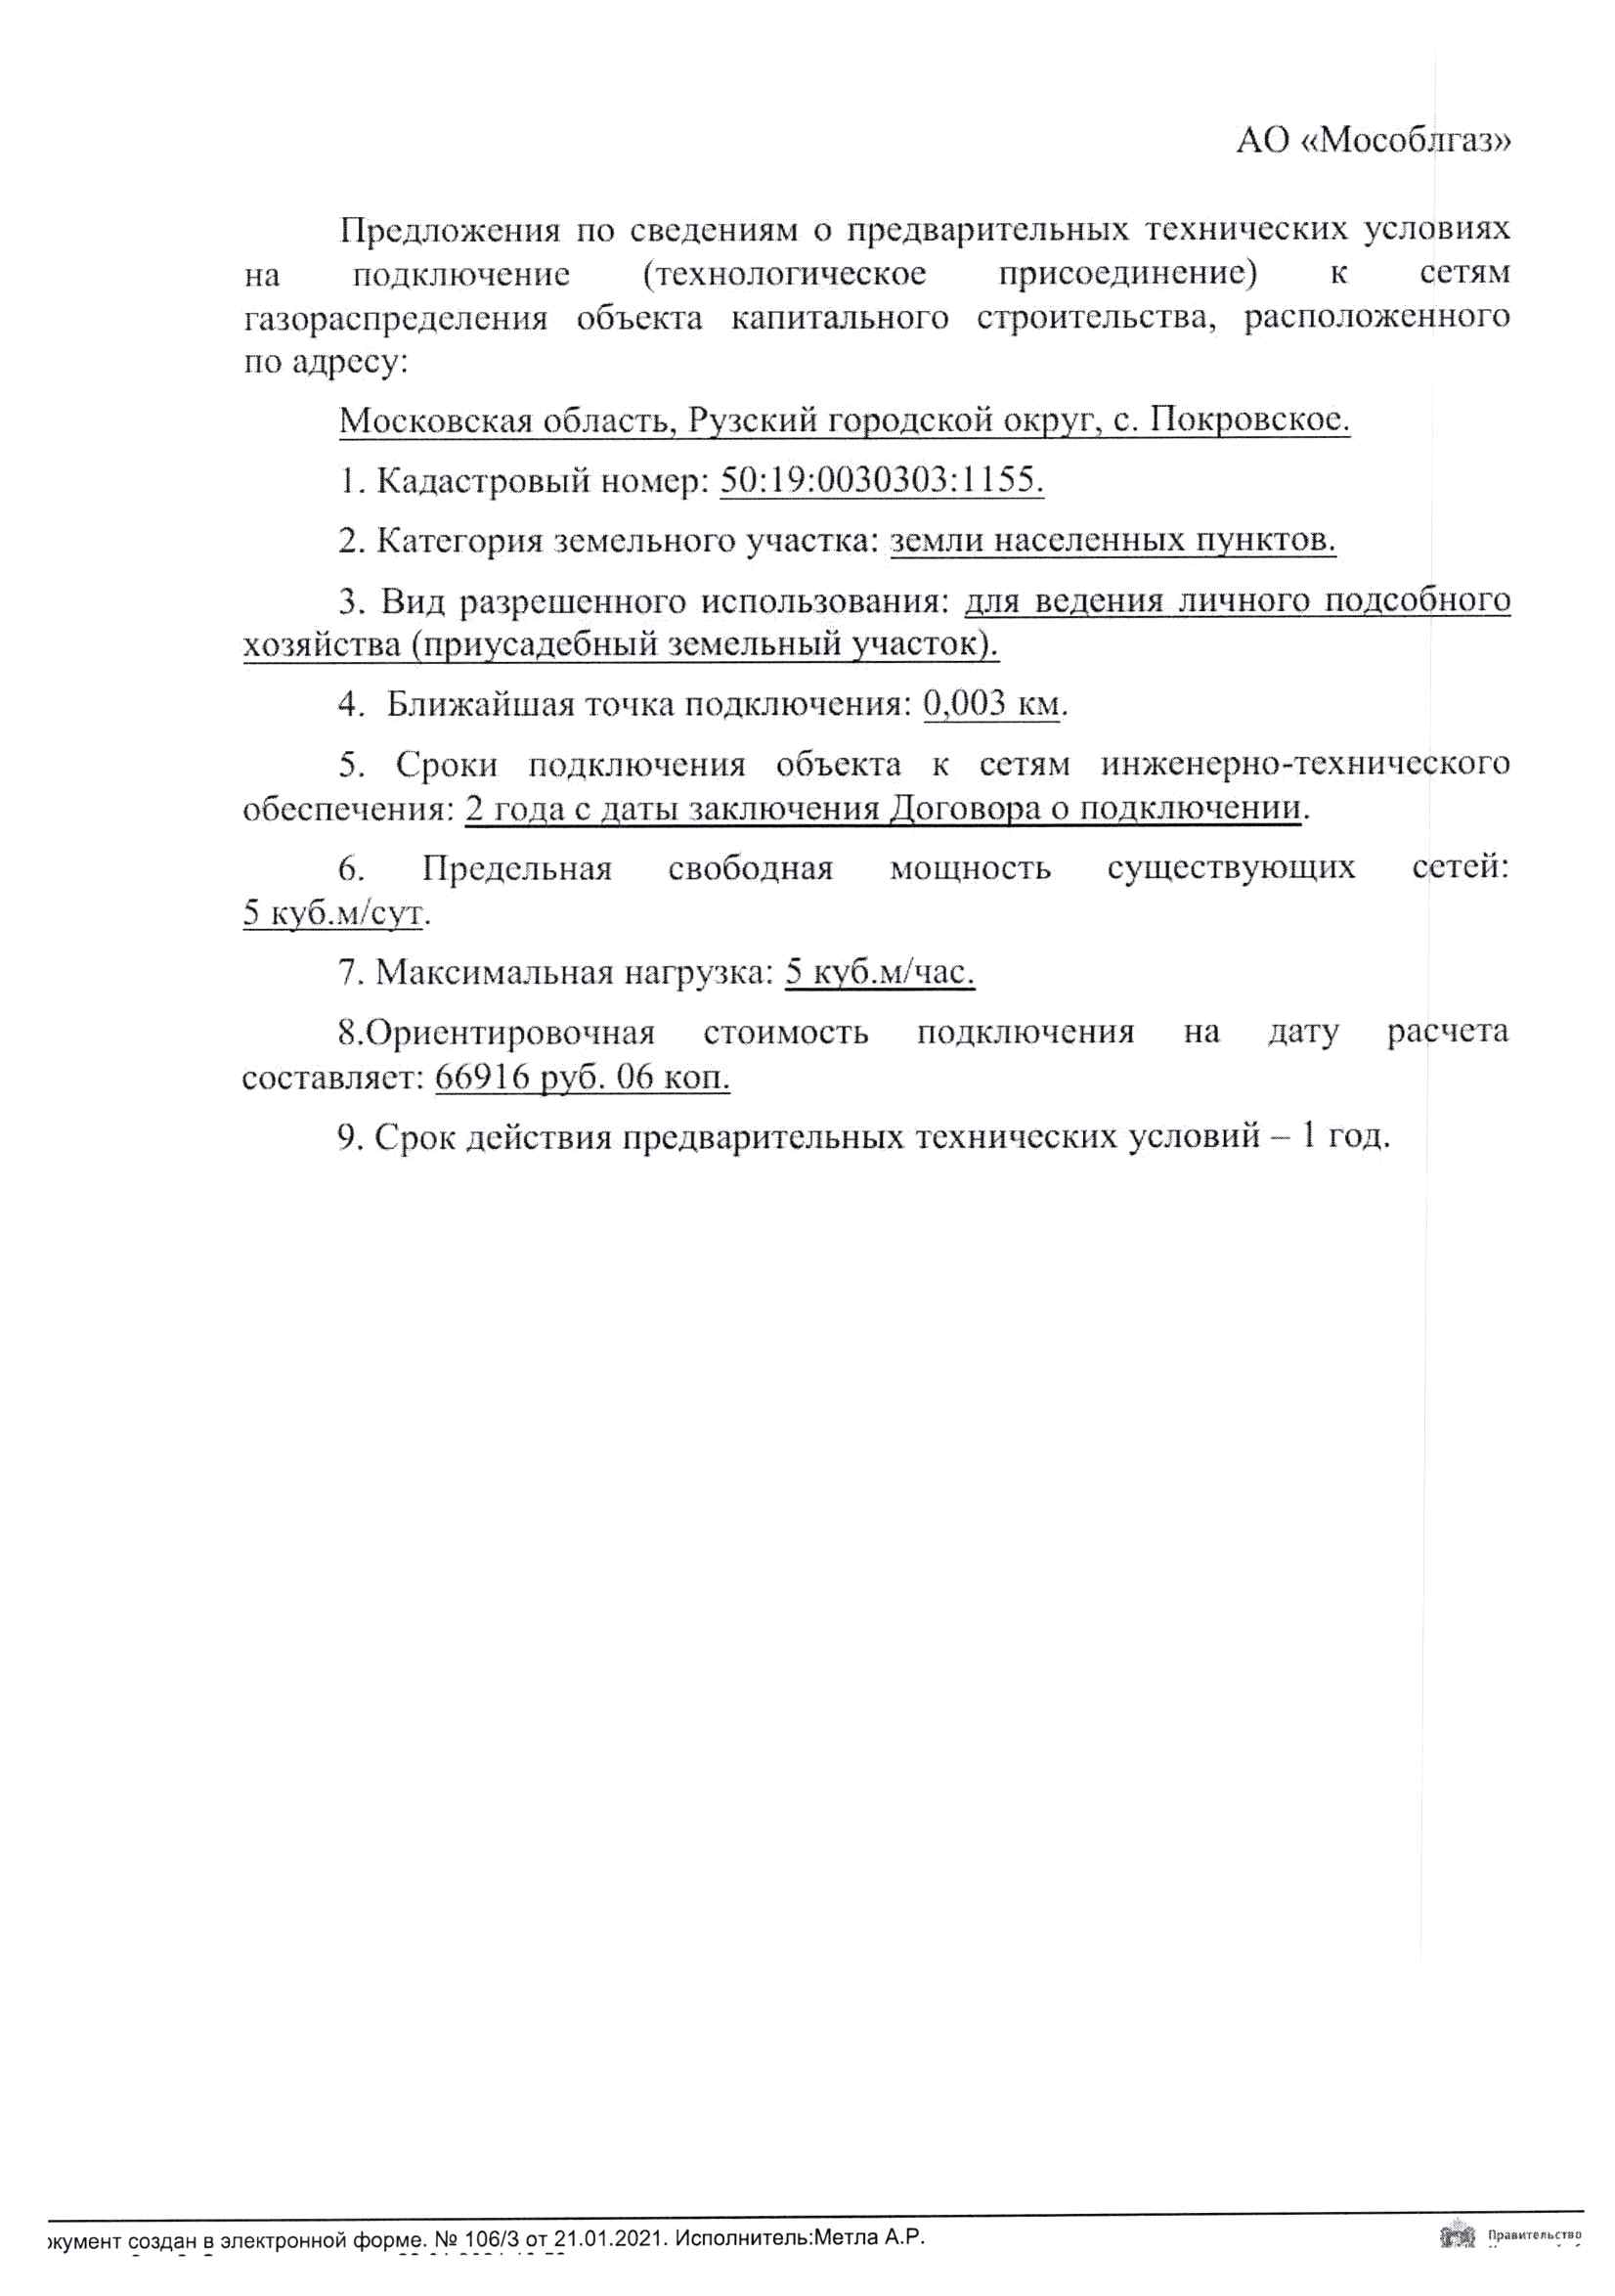 АО «Мособлгаз»
Предложения по сведениям о предварительных технических условиях
на подключение (технологическое присоединение) к сетям
газораспределения объекта капитального строительства, расположенного
по адресу:
Московская область, Рузский городской округ, с. Покровское.
1. Кадастровый номер: 50:19:0030303:1155.
2. Категория земельного участка: земли населенных пунктов.
3. Вид разрешенного использования: для ведения личного подсобного
хозяйства (приусадебный земельный участок).
4. Ближайшая точка подключения: 0,003 км.
5. Сроки подключения объекта к сетям инженерно-технического
обеспечения: 2 года с даты заключения Договора о подключении.
6. Предельная свободная мощность существующих сетей:
5 куб.м/сут.
7. Максимальная нагрузка: 5 куб.м/час.
8.Ориентировочная стоимость подключения на дату расчета
составляет: 66916 руб. 06 коп.
9. Срок действия предварительных технических условий – 1 год.
окумент создан в электронной форме. № 106/3 от 21.01.2021. Исполнитель:Метла А.Р.
Правительство